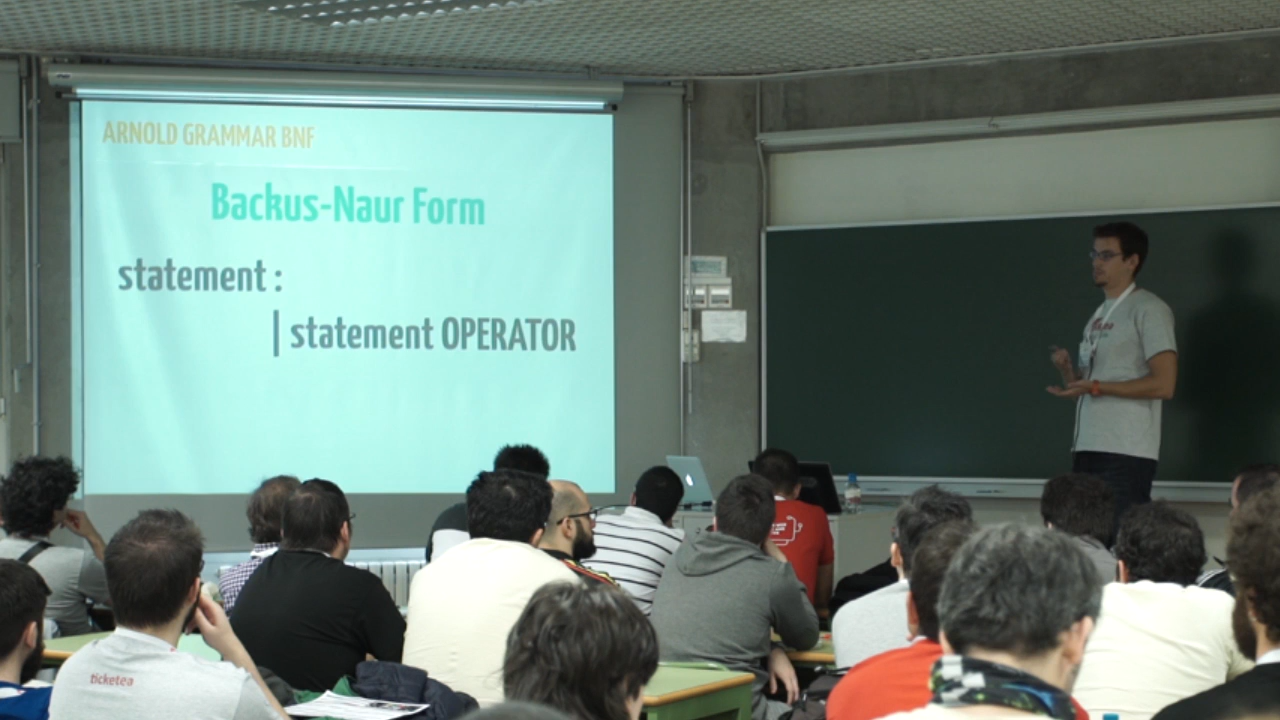 ARNOLD GRAMMAR BNF
Backus-Naur Form
statement :
| statement OPERATOR
ticketea